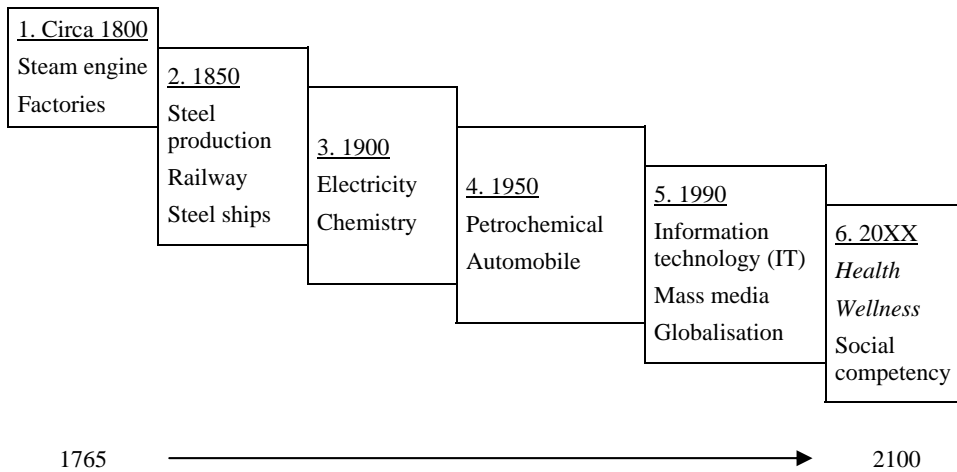 1. Circa 1800
Steam engine
Factories
2. 1850
Steel
production
Railway
Steel ships
3. 1900
Electricity
Chemistry
4. 1950
Petrochemical
Automobile
5. 1990
Information
technology (IT)
Mass media
Globalisation
6. 20XX
Health
Wellness
Social
competency
1765
2100